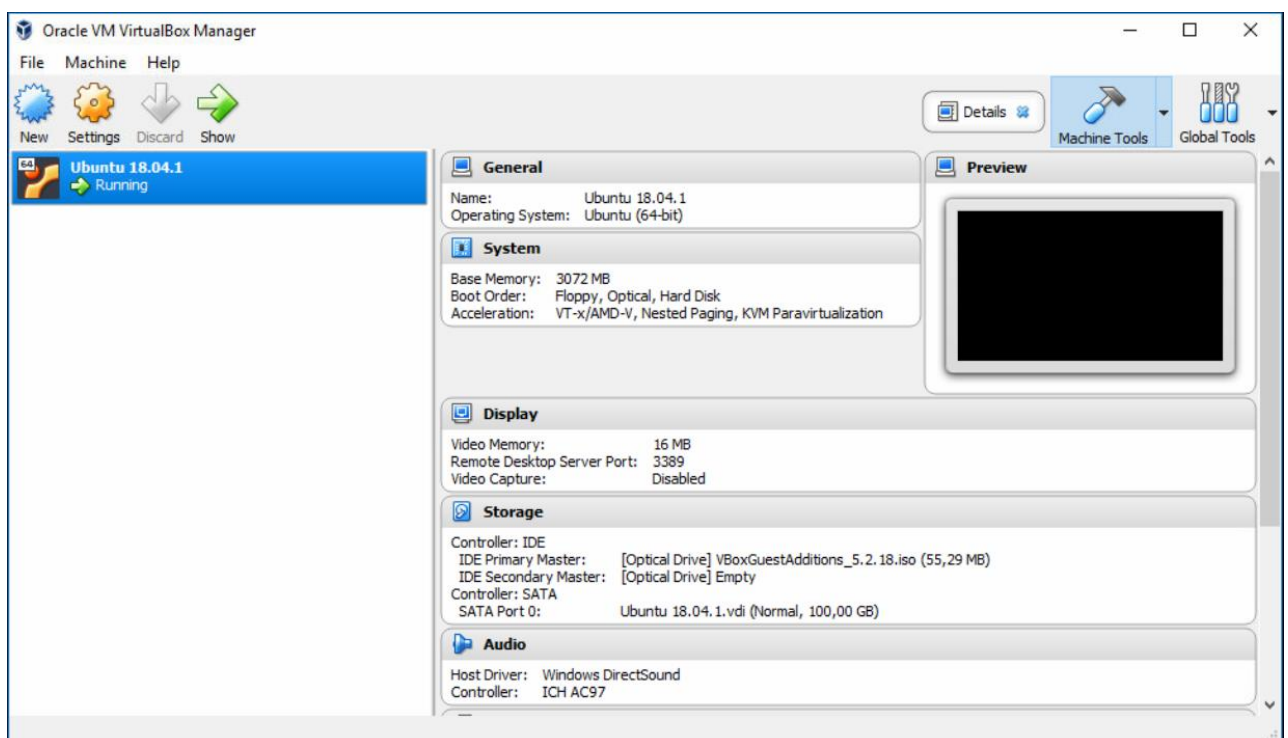 Oracle VM VirtualBox Manager
File Machine Help
New Settings Discard Show
Details
Machine Tools
Global Tools
64
Ubuntu 18.04.1
Running
General
Name: Ubuntu 18.04.1
Operating System: Ubuntu (64-bit)
System
Base Memory: 3072 MB
Boot Order: Floppy, Optical, Hard Disk
Acceleration: VT-x/AMD-V, Nested Paging, KVM Paravirtualization
Preview
Display
Video Memory: 16 MB
Remote Desktop Server Port: 3389
Video Capture: Disabled
Storage
Controller: IDE
IDE Primary Master: [Optical Drive] VBoxGuestAdditions_5.2.18.iso (55,29 MB)
IDE Secondary Master: [Optical Drive] Empty
Controller: SATA
SATA Port 0: Ubuntu 18.04.1.vdi (Normal, 100,00 GB)
Audio
Host Driver: Windows DirectSound
Controller: ICH AC97